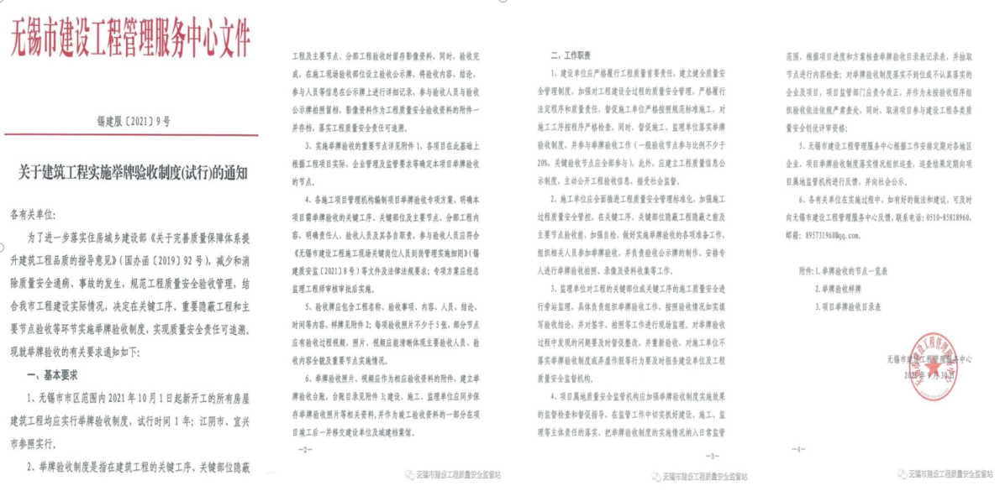 无锡市建设工程管理服务中心文件
锡建服〔2021〕9 号
关于建筑工程实施举牌验收制度(试行)的通知
各有关单位:
为了进一步落实住房城乡建设部《关于完善质量保障体系提
升建筑工程品质的指导意见》(国办函〔2019〕92 号),减少和消
除质量安全通病、事故的发生,规范工程质量安全验收管理,结
合我市工程建设实际情况,决定在关键工序、重要隐蔽工程和主
要节点验收等环节实施举牌验收制度,实现质量安全责任可追溯。
现就举牌验收的有关要求通知如下:
一、基本要求
1、无锡市市区范围内 2021 年 10 月 1 日起新开工的所有房屋
建筑工程均应实行举牌验收制度,试行时间 1 年;江阴市、宜兴
市参照实行。
2、举牌验收制度是指在建筑工程的关键工序、关键部位隐蔽
工程及主要节点、分部工程验收时留存影像资料,同时,验收完
成,在施工现场验收部位设立验收公示牌,将验收内容、结论、
参与人员等信息在公示牌上进行详细记录,参与验收人员与验收
公示牌拍照留档,影像资料作为工程质量安全验收资料的附件一
并存档,落实工程质量安全责任可追溯。
3、实施举牌验收的重要节点详见附件 1,各项目在此基础上
根据工程项目实际、企业管理及监管要求等确定本项目举牌验收
的节点。
4、各施工项目管理机构编制项目举牌验收专项方案,明确本
项目需举牌验收的关键工序、关键部位及主要节点、分部工程内
容,明确责任人、验收人员及其各自职责,参与验收人员应符合
《无锡市建设工程施工现场关键岗位人员到岗管理实施细则》(锡
建质安监〔2021〕8 号)等文件及法律法规要求;专项方案应经总
监理工程师审核审批后实施。
5、验收牌应包含工程名称、验收事项、内容、人员、结论、
时间等内容,样牌见附件 2;每项验收照片不少于 5 张,部分节点
应有验收过程视频,照片、视频应能清晰体现主要验收人员、验
收内容全貌及重要节点实施情况。
6、举牌验收照片、视频应作为相应验收资料的附件,建立举
牌验收台账,台账目录见附件 3;建设、施工、监理单位应同步保
存举牌验收照片等相关资料,并作为竣工验收资料的一部分在项
目竣工后一并移交建设单位及城建档案馆。
—2—
无锡市建设工程质量安全监督站
二、工作职责
1、建设单位应严格履行工程质量首要责任,建立健全质量安
全管理制度,加强对工程建设全过程的质量安全管理,严格履行
法定程序和质量责任,督促施工单位严格按照规范标准施工,对
施工工序按程序严格检查,同时,督促施工、监理单位落实举牌
验收制度,并参与举牌验收工作(一般验收节点参与比例不少于
20%,关键验收节点应全部参与)。此外,应建立工程质量信息公
示制度,主动公开工程验收信息,接受社会监督。
2、施工单位应全面推进工程质量安全管理标准化,加强施工
过程质量安全管控,在关键工序、关键部位隐蔽工程隐蔽之前及
主要节点验收前,加强自检,做好实施举牌验收的各项准备工作,
组织相关人员参加举牌验收,并负责验收公示牌的制作、安排专
人进行举牌验收拍照、录像及资料收集等工作。
3、监理单位对工程的关键部位或关键工序的施工质量安全进
行旁站监理,具体负责组织举牌验收工作,按照验收情况如实填
写验收结论,并对签字、拍照等工作进行现场监理。对举牌验收
过程中发现的问题要及时督促整改,并重新验收,对施工单位不
落实举牌验收制度或弄虚作假等行为要及时报告建设单位及工程
质量安全监督机构。
4、项目属地质量安全监管机构应加强举牌验收制度实施效果
的监督检查和督促指导,在监管工作中切实抓好建设、施工、监
理等主体责任的落实,把举牌验收制度的实施情况纳入日常监管
—3—
无锡市建设工程质量安全监督站
范围,根据项目进度和方案核查举牌验收目录表记录表,并抽取
节点进行内容检查;对举牌验收制度落实不到位或不认真落实的
企业及项目,项目监管部门应责令改正,并作为未按验收程序组
织验收依法依规严肃查处,同时,取消项目参与建设工程各类质
量安全创优评审资格;
5、无锡市建设工程管理服务中心根据工作安排定期对各地区
企业、项目举牌验收制度落实情况组织巡查,巡查结果定期向项
目属地监管机构进行反馈,并向社会公示。
6、各有关单位在实施过程中,如有好的做法和建议,可及时
向无锡市建设工程管理服务中心反馈,联系电话:0510-85818960,
邮箱:895731960@qq.com。
附件:1.举牌验收的节点一览表
2.举牌验收样牌
3.项目举牌验收目录表
无锡市建设工程管理服务中心
2021 年 9 月 30 日
—4—
无锡市建设工程质量安全监督站